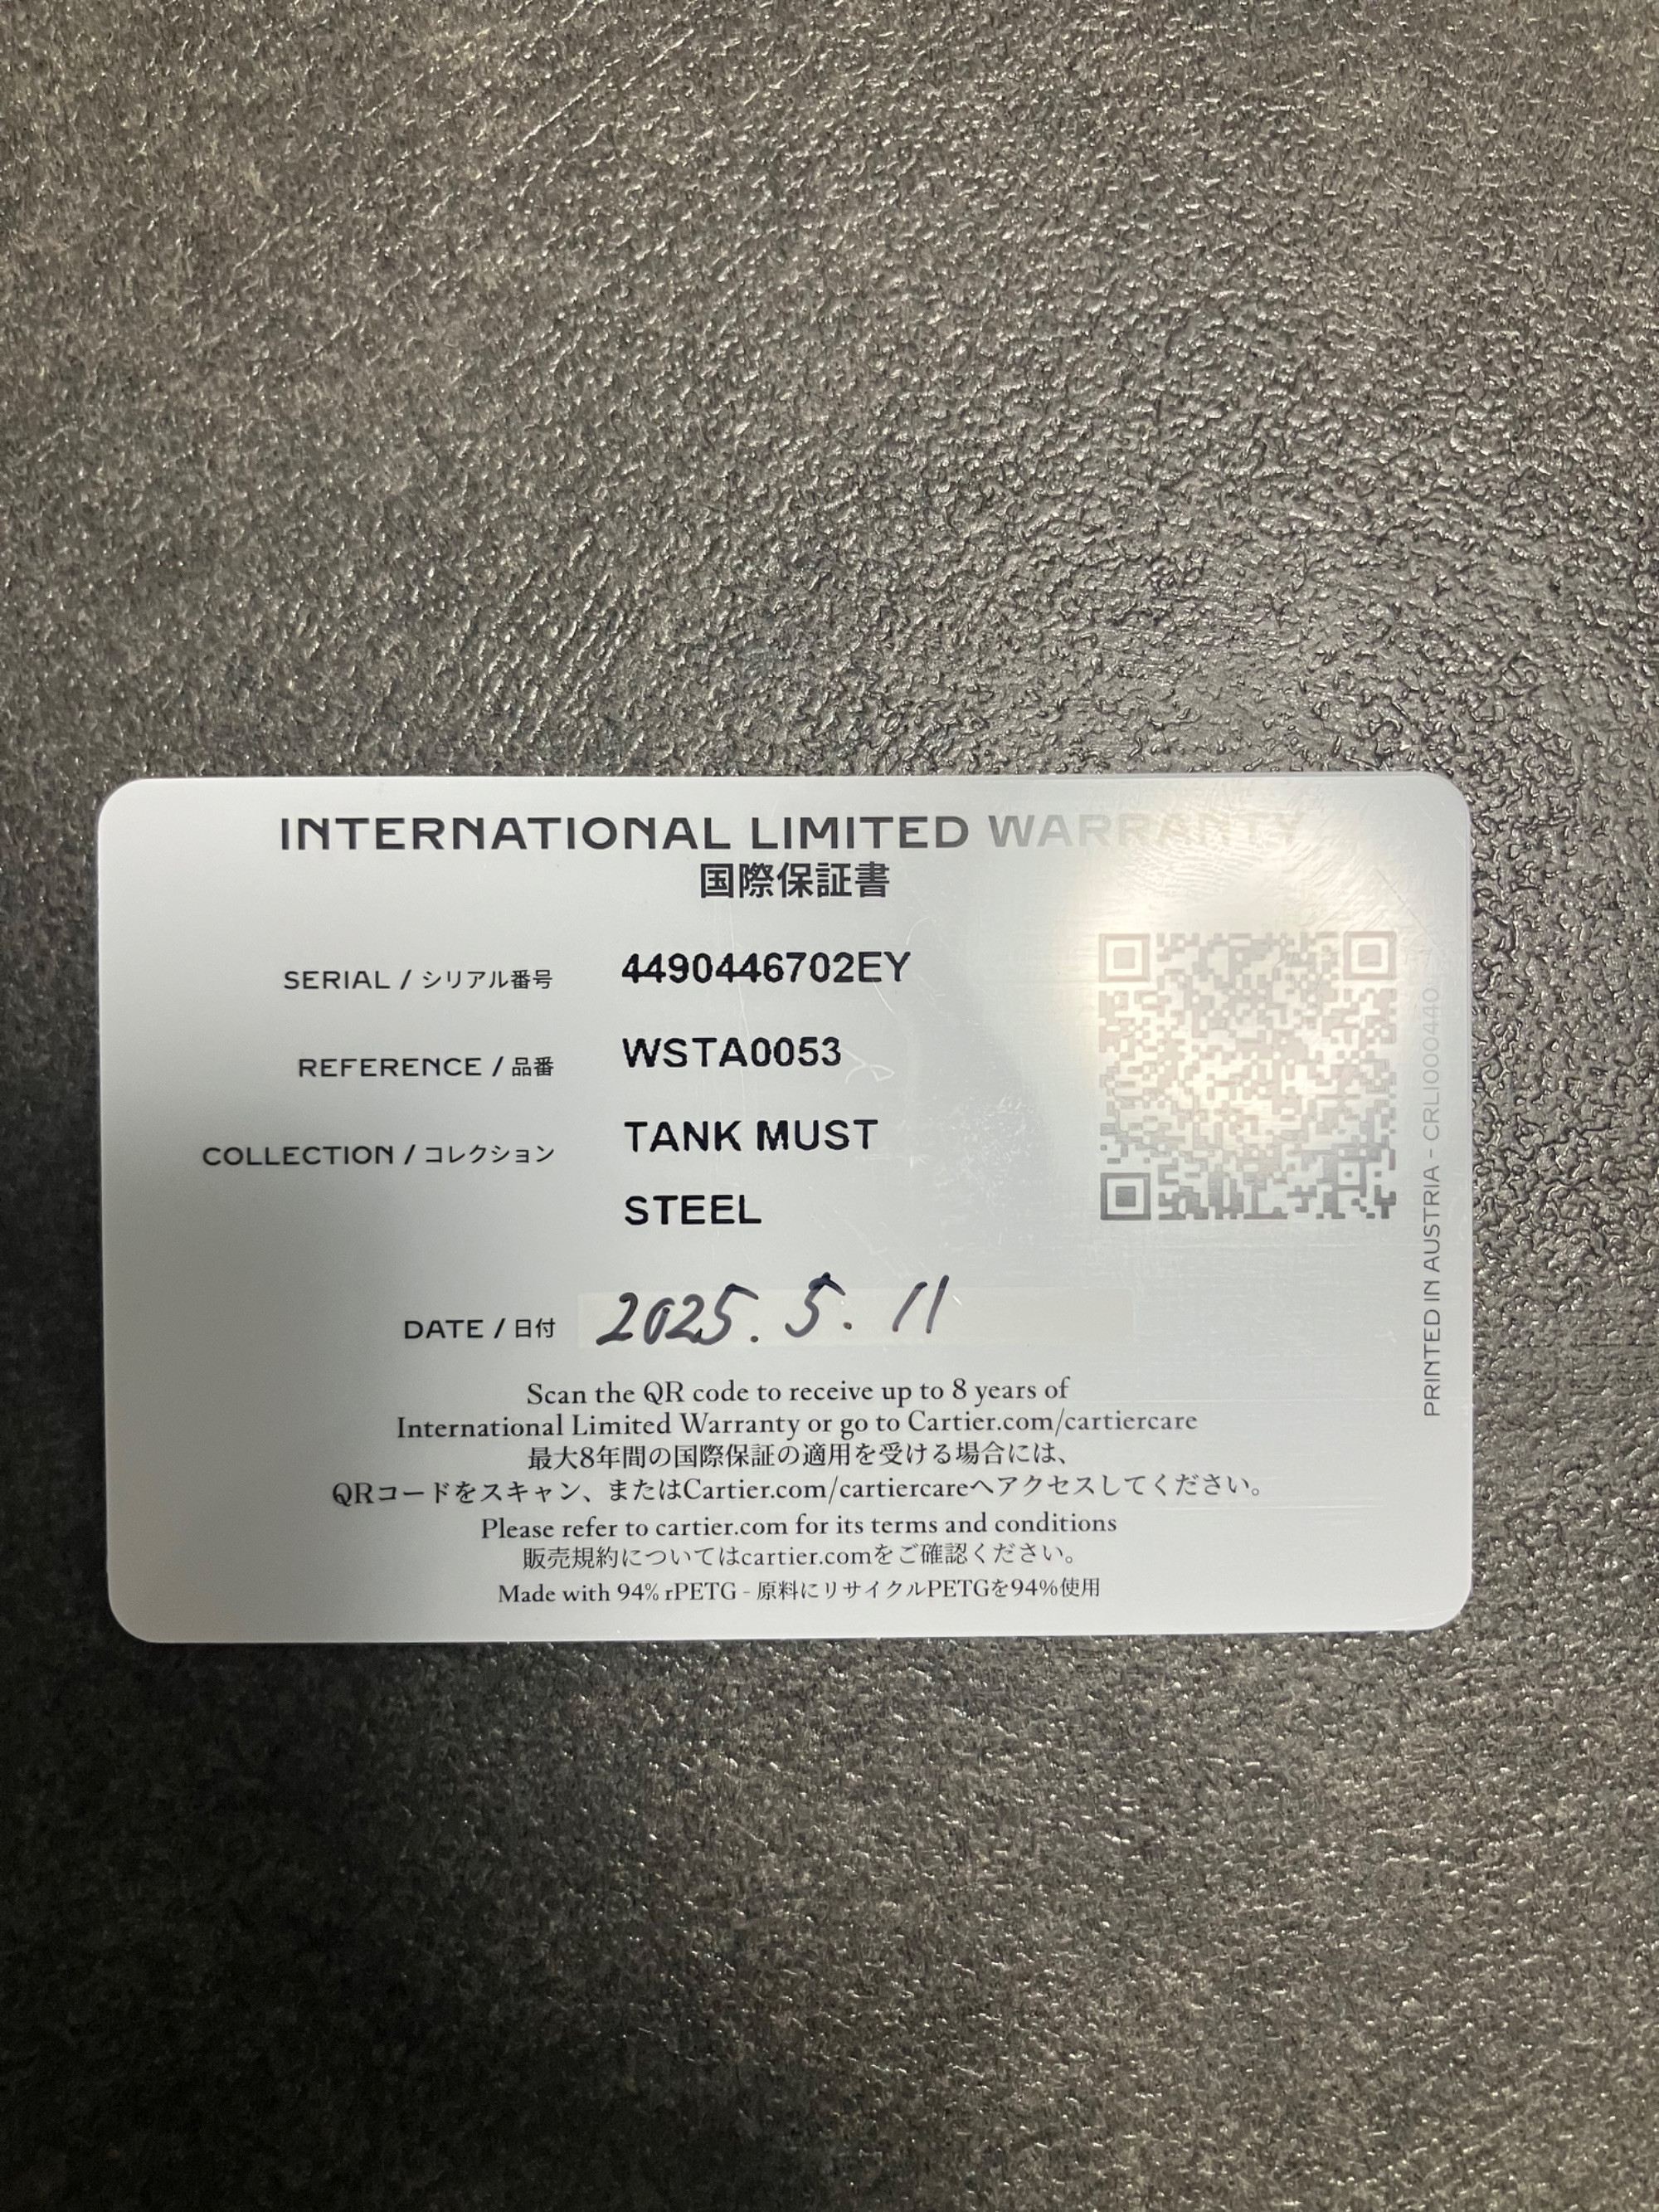 INTERNATIONAL LIMITED WARRANTY
国際保証書
SERIAL / シリアル番号 4490446702EY
REFERENCE / 品番 WSTA0053
COLLECTION / コレクション TANK MUST
STEEL
DATE / 日付 2025. 5. 11
Scan the QR code to receive up to 8 years of
International Limited Warranty or go to Cartier.com/cartiercare
最大8年間の国際保証の適用を受ける場合には、
QRコードをスキャン、またはCartier.com/cartiercareへアクセスしてください。
Please refer to cartier.com for its terms and conditions
販売規約についてはcartier.comをご確認ください。
Made with 94% rPETG - 原料にリサイクルPETGを94%使用
PRINTED IN AUSTRIA - CRLI000440